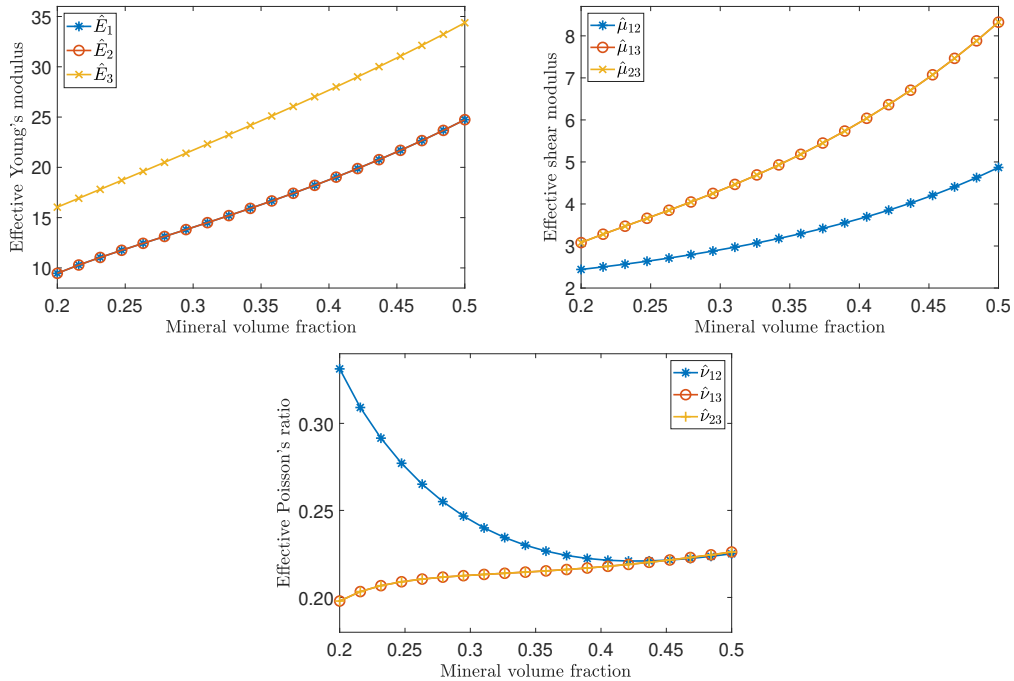 Effective Young's modulus
35
30
25
20
15
10
Ê₁
Ê₂
Ê₃
0.2 0.25 0.3 0.35 0.4 0.45 0.5
Mineral volume fraction
Effective shear modulus
8
7
6
5
4
3
2
μ̂₁₂
μ̂₁₃
μ̂₂₃
0.2 0.25 0.3 0.35 0.4 0.45 0.5
Mineral volume fraction
Effective Poisson's ratio
0.30
0.25
0.20
ν̂₁₂
ν̂₁₃
ν̂₂₃
0.2 0.25 0.3 0.35 0.4 0.45 0.5
Mineral volume fraction